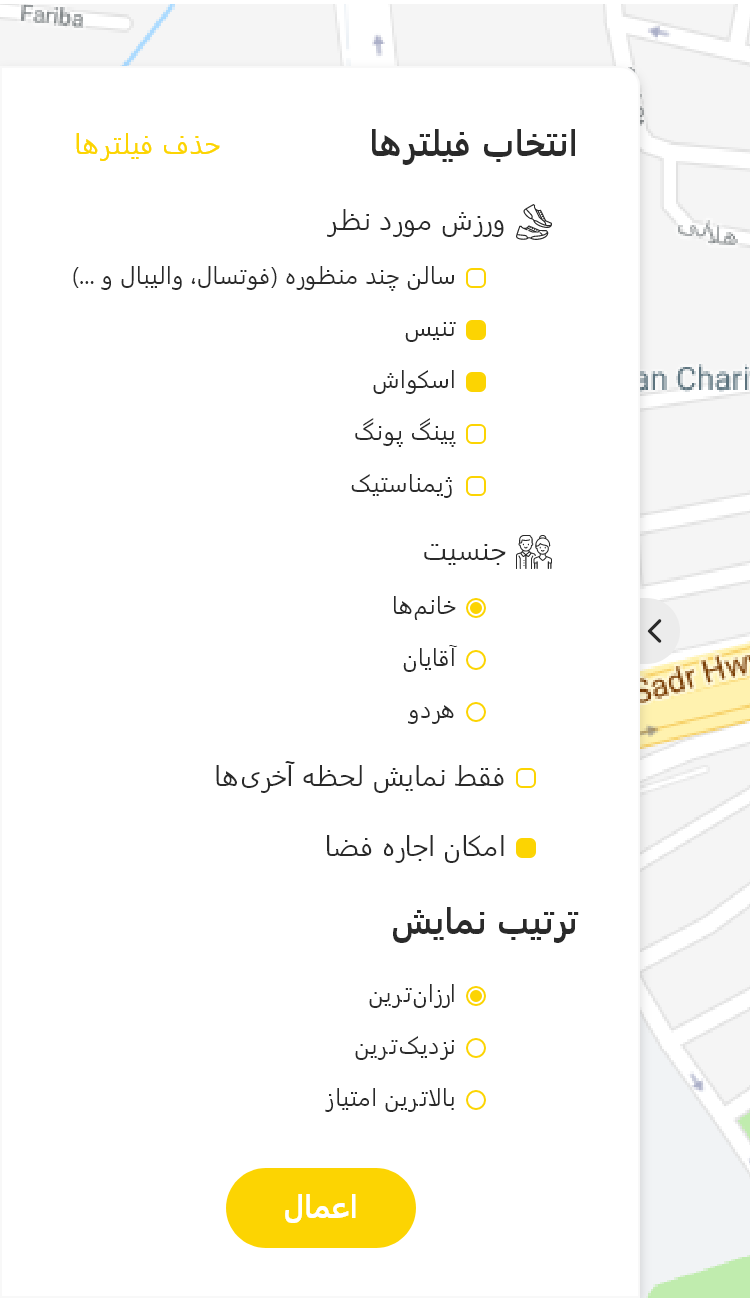 Fariba
انتخاب فیلترها
حذف فیلترها
ورزش مورد نظر
سالن چند منظوره (فوتسال، والیبال و ...)
تنیس
اسکواش
پینگ پونگ
ژیمناستیک
جنسیت
خانم‌ها
آقایان
هردو
فقط نمایش لحظه آخری‌ها
امکان اجاره فضا
ترتیب نمایش
ارزان‌ترین
نزدیک‌ترین
بالاترین امتیاز
اعمال
an Chari
Sadr Hwy